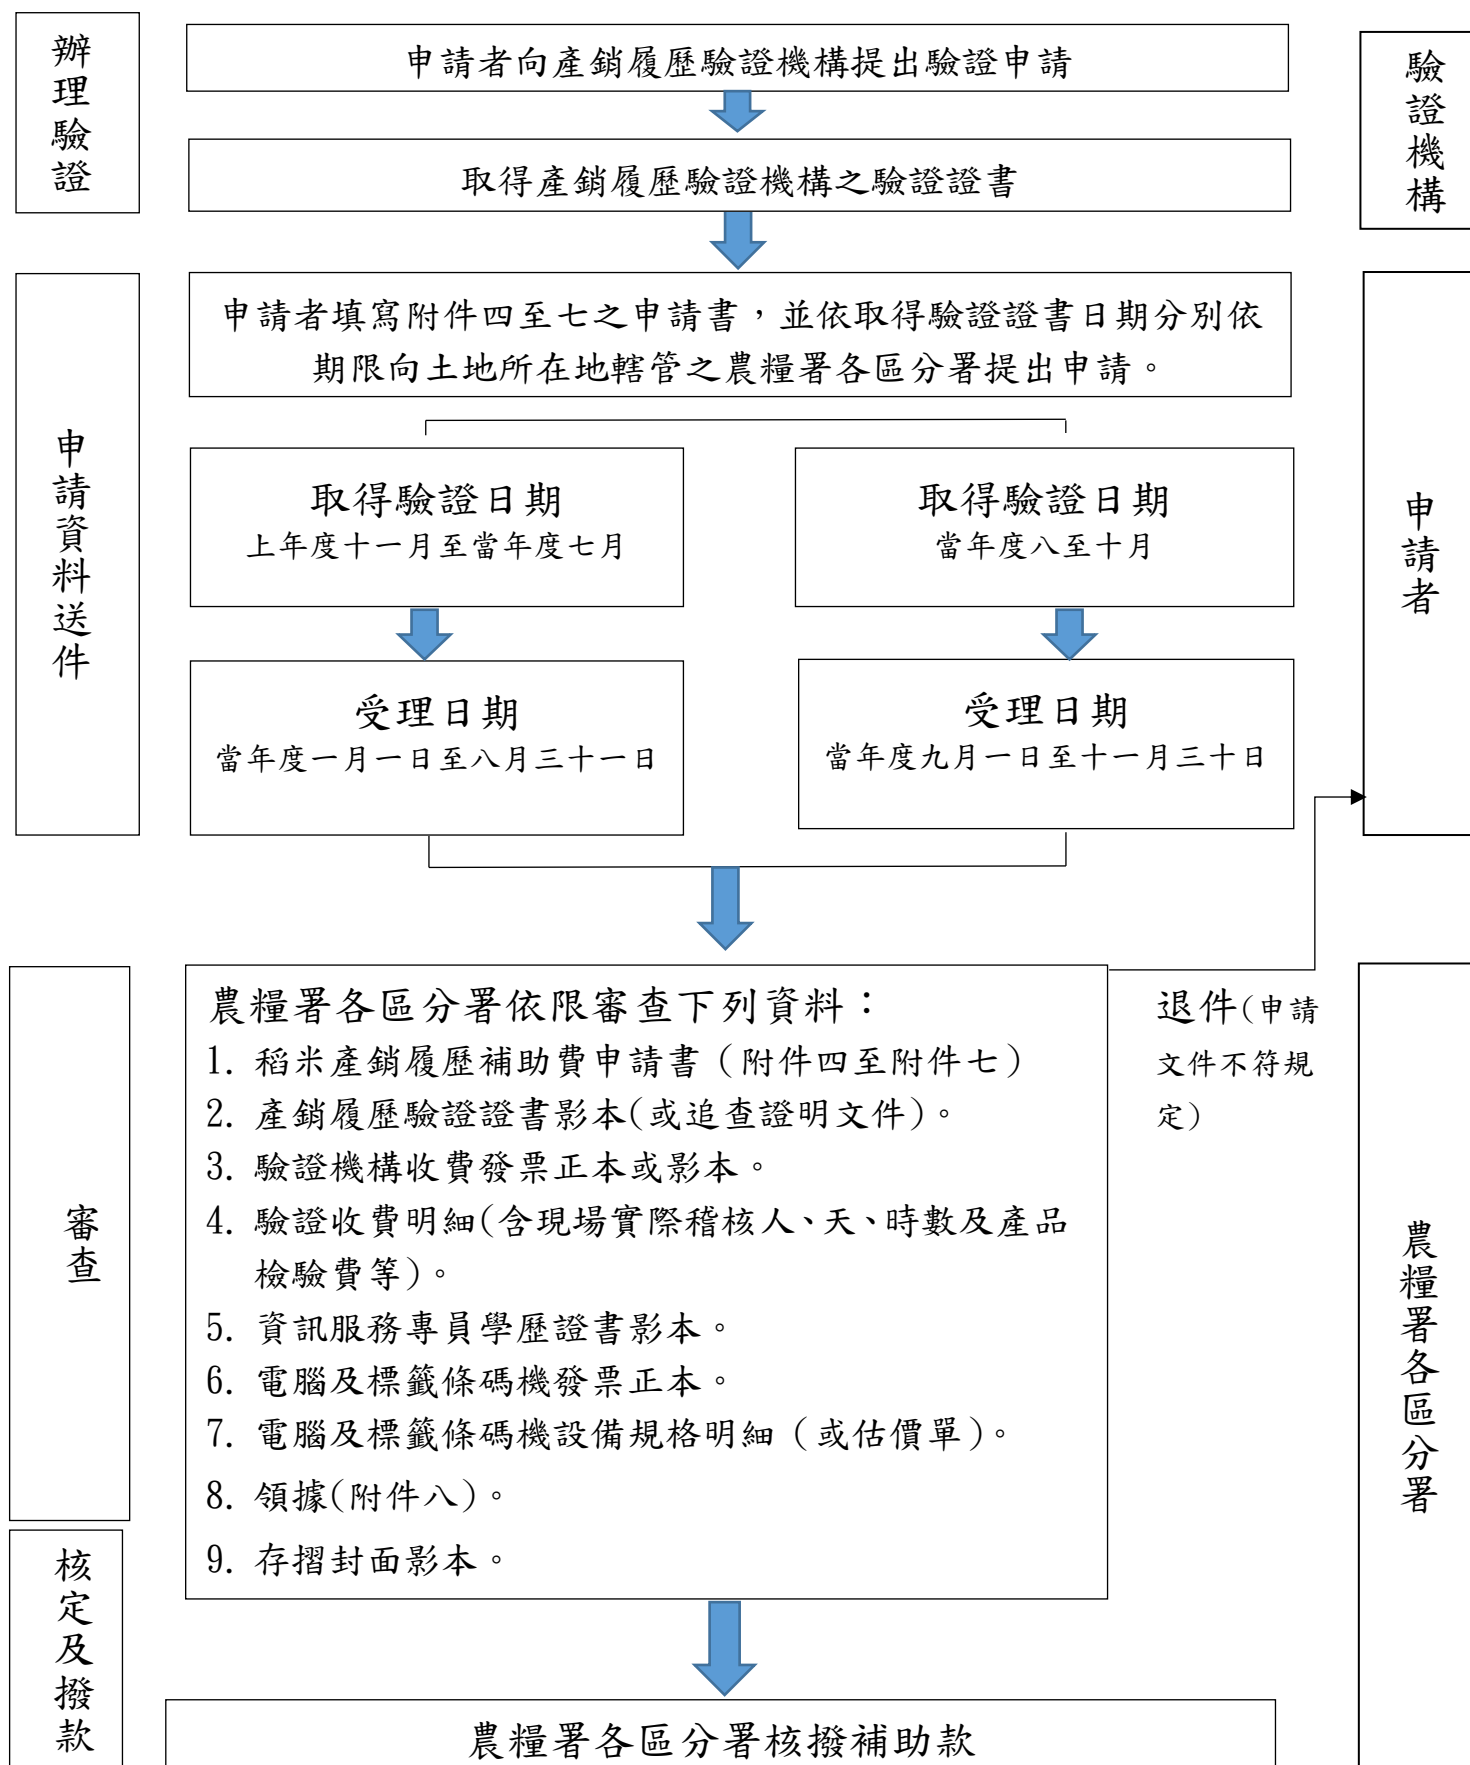 辦理驗證
申請者向產銷履歷驗證機構提出驗證申請
驗證機構
取得產銷履歷驗證機構之驗證證書
申請資料送件
申請者填寫附件四至七之申請書，並依取得驗證證書日期分別依
期限向土地所在地轄管之農糧署各區分署提出申請。
申請者
取得驗證日期
上年度十一月至當年度七月
取得驗證日期
當年度八至十月
受理日期
當年度一月一日至八月三十一日
受理日期
當年度九月一日至十一月三十日
審查
農糧署各區分署依限審查下列資料：
1. 稻米產銷履歷補助費申請書（附件四至附件七）
2. 產銷履歷驗證證書影本(或追查證明文件)。
3. 驗證機構收費發票正本或影本。
4. 驗證收費明細(含現場實際稽核人、天、時數及產品
檢驗費等)。
5. 資訊服務專員學歷證書影本。
6. 電腦及標籤條碼機發票正本。
7. 電腦及標籤條碼機設備規格明細（或估價單)。
8. 領據(附件八)。
9. 存摺封面影本。
退件(申請
文件不符規
定)
農糧署各區分署
核定及撥款
農糧署各區分署核撥補助款